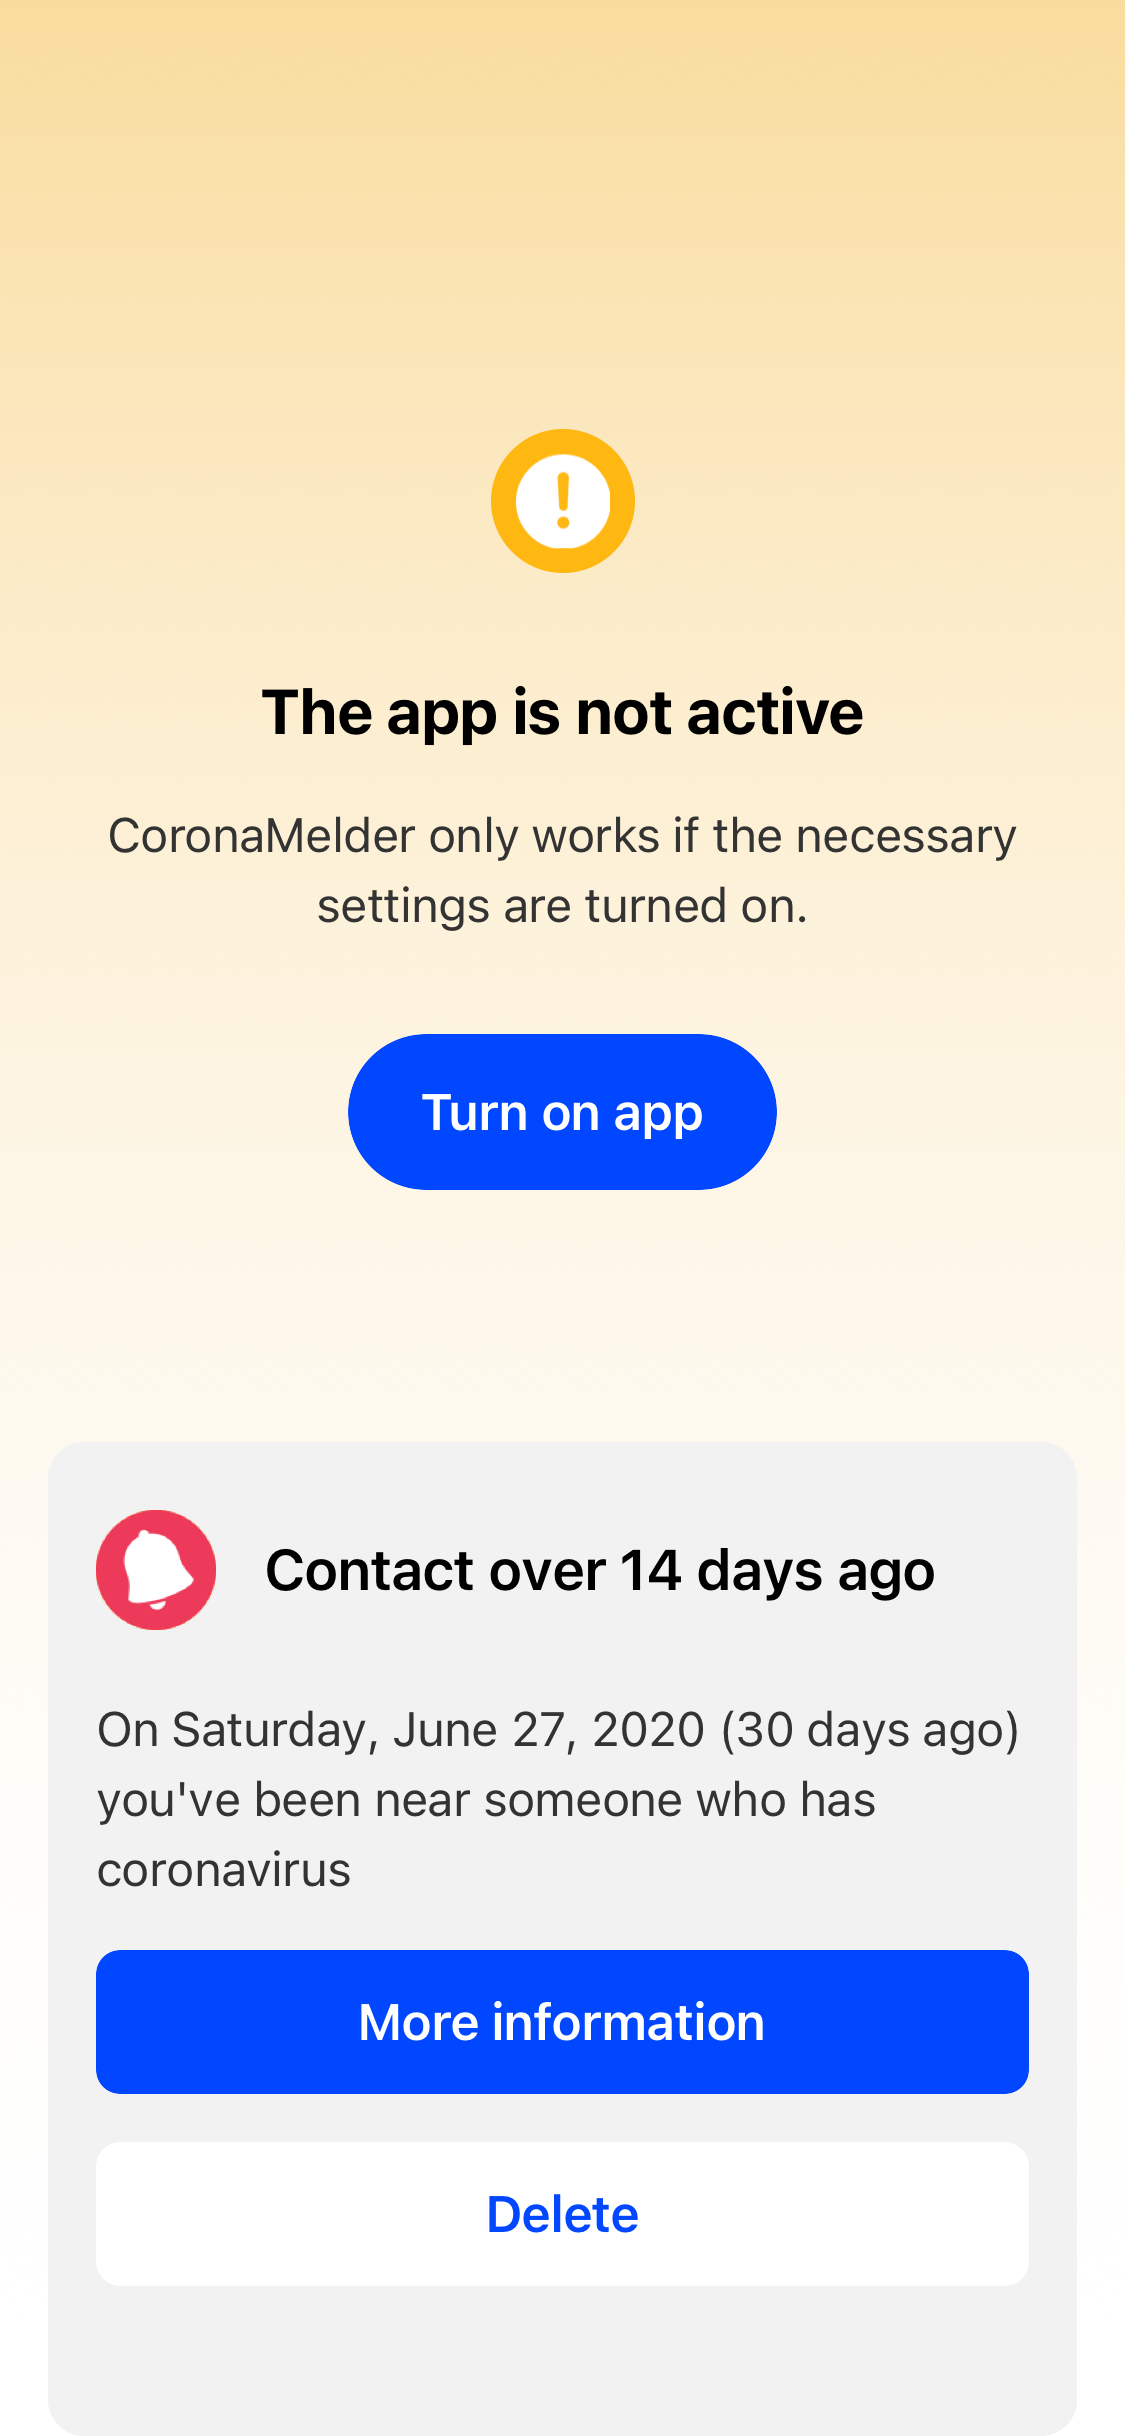 The app is not active
CoronaMelder only works if the necessary
settings are turned on.
Turn on app
Contact over 14 days ago
On Saturday, June 27, 2020 (30 days ago)
you've been near someone who has
coronavirus
More information
Delete